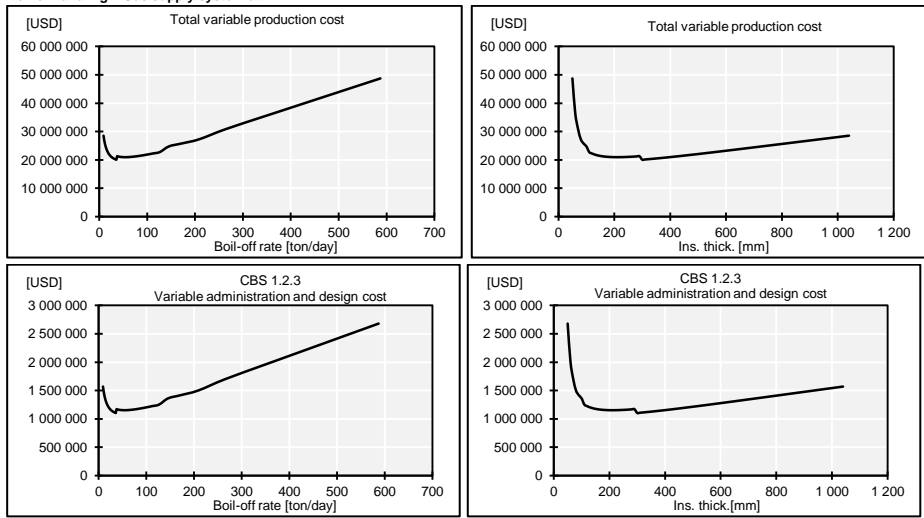 [USD]
Total variable production cost
60 000 000
50 000 000
40 000 000
30 000 000
20 000 000
10 000 000
0
0 100 200 300 400 500 600 700
Boil-off rate [ton/day]
[USD]
Total variable production cost
60 000 000
50 000 000
40 000 000
30 000 000
20 000 000
10 000 000
0
0 200 400 600 800 1 000 1 200
Ins. thick. [mm]
[USD]
CBS 1.2.3
Variable administration and design cost
3 000 000
2 500 000
2 000 000
1 500 000
1 000 000
500 000
0
0 100 200 300 400 500 600 700
Boil-off rate [ton/day]
[USD]
CBS 1.2.3
Variable administration and design cost
3 000 000
2 500 000
2 000 000
1 500 000
1 000 000
500 000
0
0 200 400 600 800 1 000 1 200
Ins. thick.[mm]